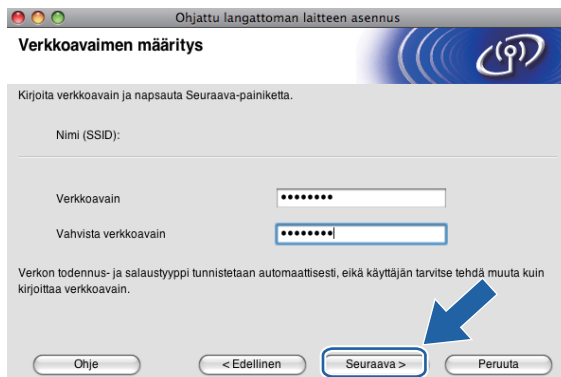 Ohjattu langattoman laitteen asennus
Verkkoavaimen määritys
Kirjoita verkkoavain ja napsauta Seuraava-painiketta.
Nimi (SSID):
Verkkoavain ••••••••
Vahvista verkkoavain ••••••••
Verkon todennus- ja salaustyyppi tunnistetaan automaattisesti, eikä käyttäjän tarvitse tehdä muuta kuin
kirjoittaa verkkoavain.
Ohje < Edellinen Seuraava > Peruuta